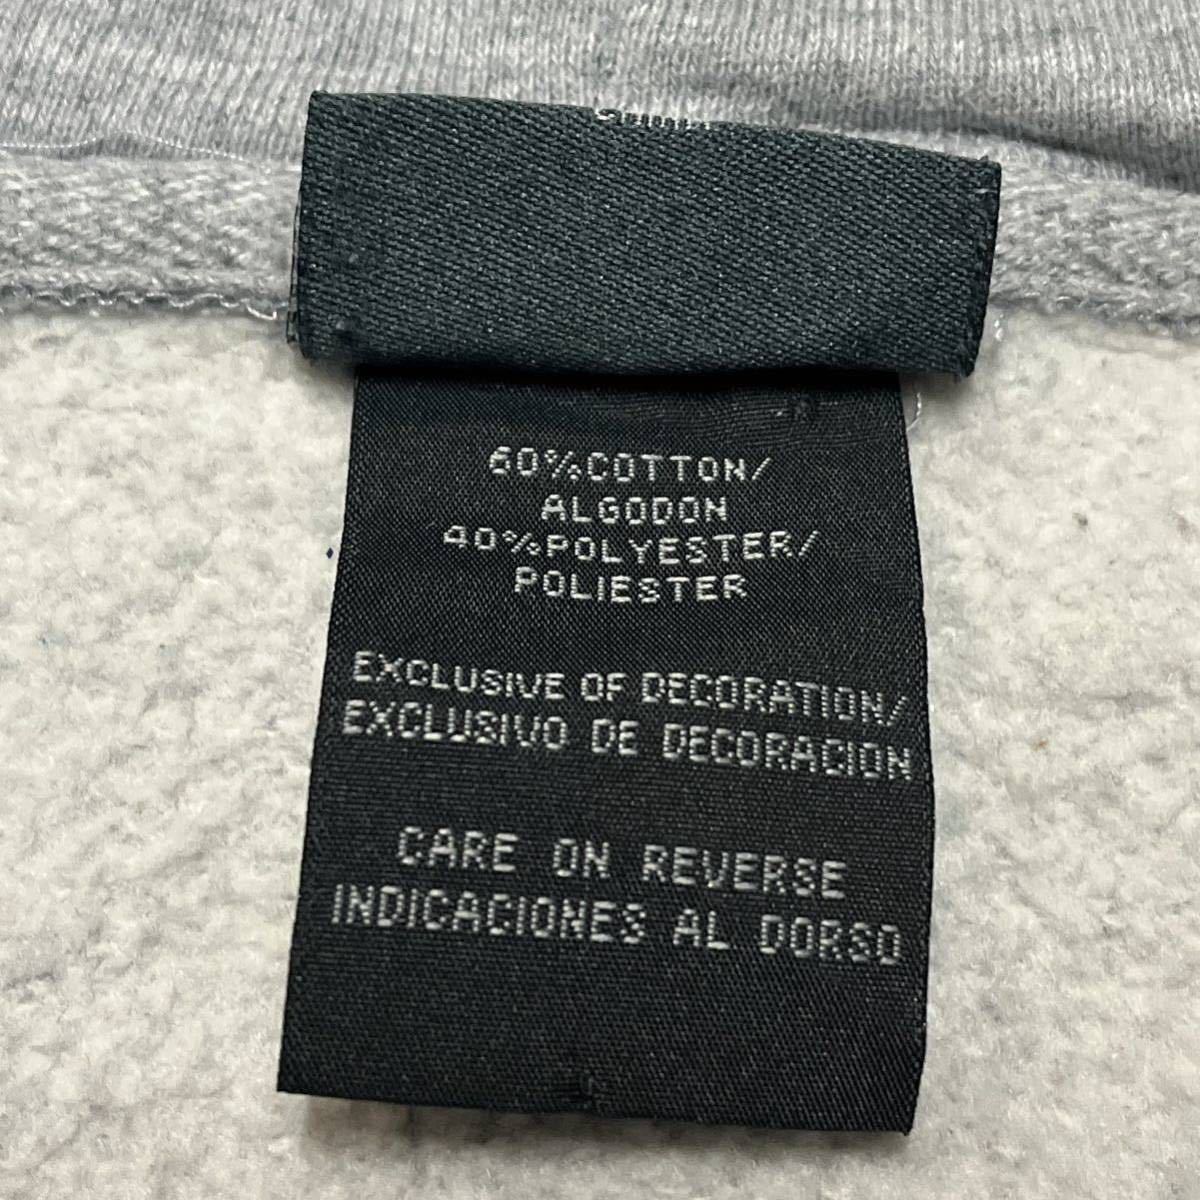 60%COTTON/
ALGODON
40%POLYESTER/
POLIESTER
EXCLUSIVE OF DECORATION/
EXCLUSIVO DE DECORACION
CARE ON REVERSE
INDICACIONES AL DORSO